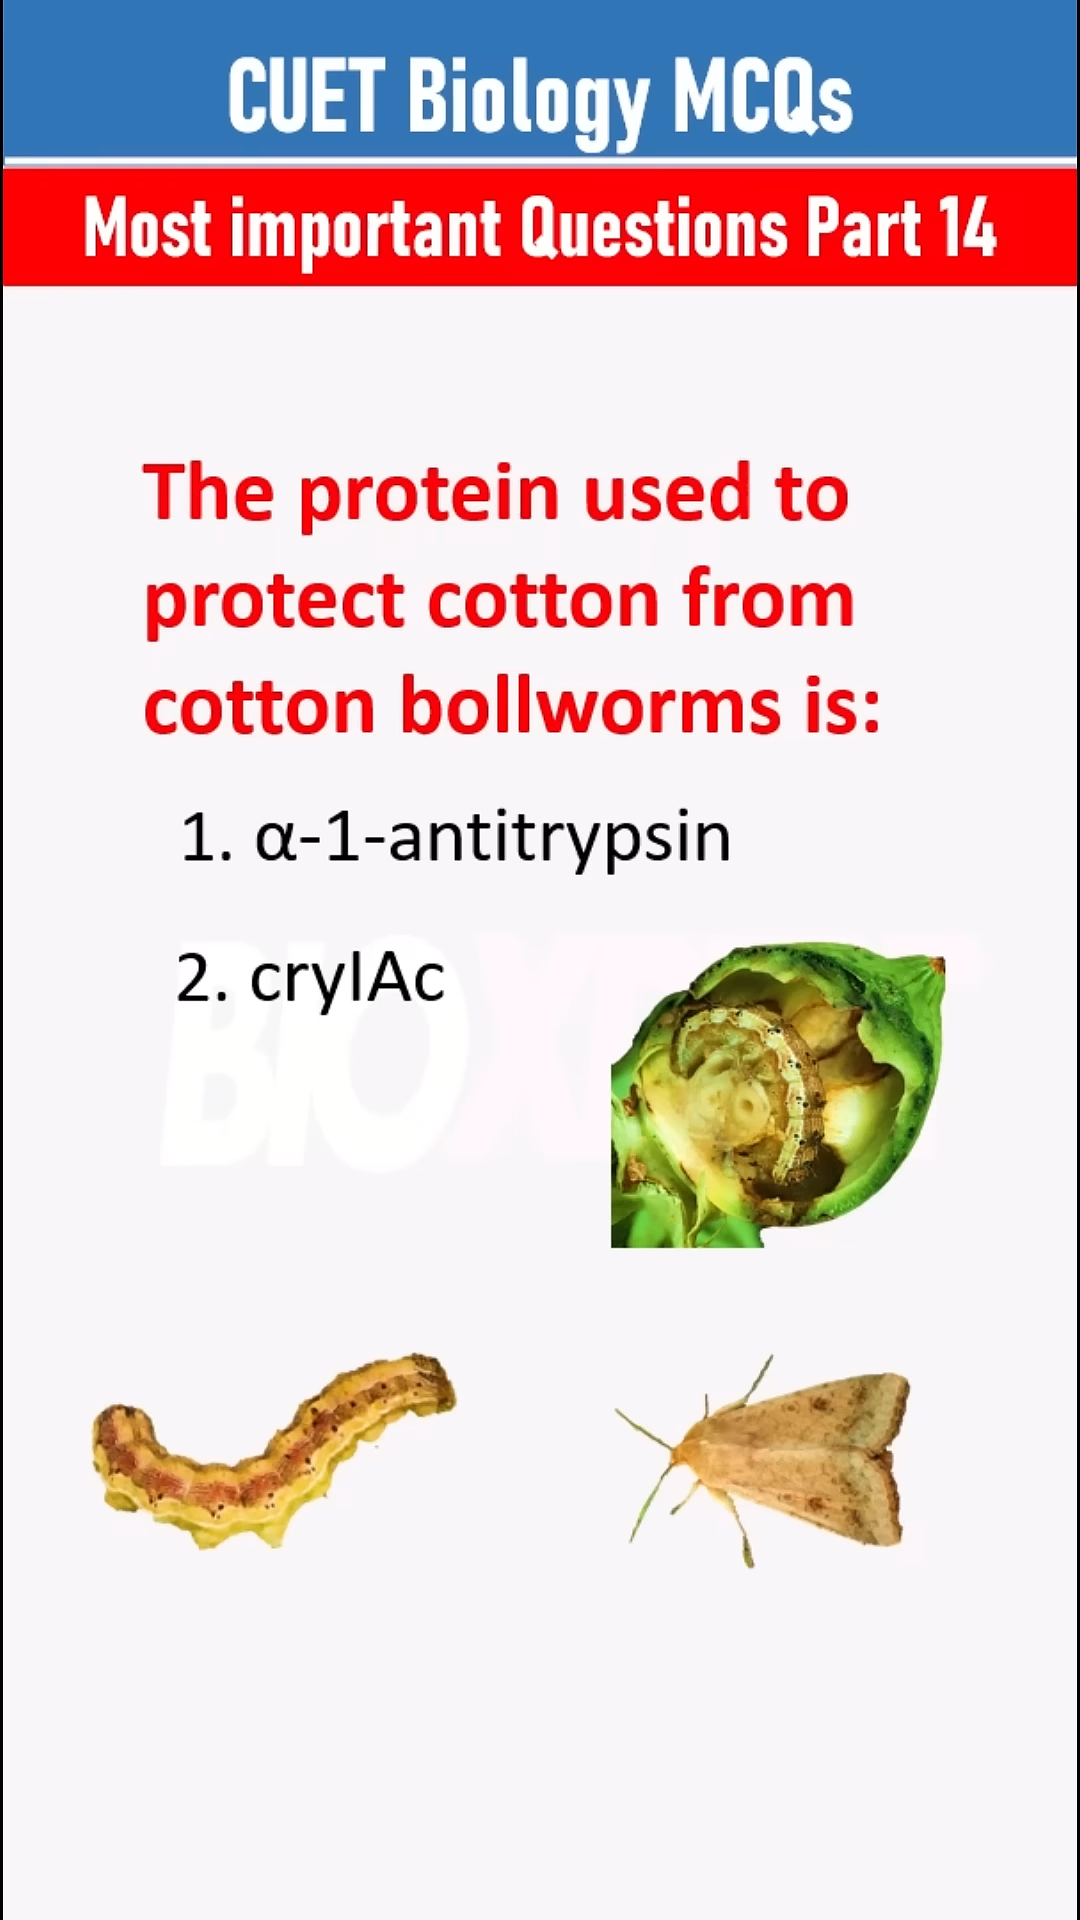 CUET Biology MCQs
Most important Questions Part 14
The protein used to
protect cotton from
cotton bollworms is:
1. α-1-antitrypsin
2. cryIAc